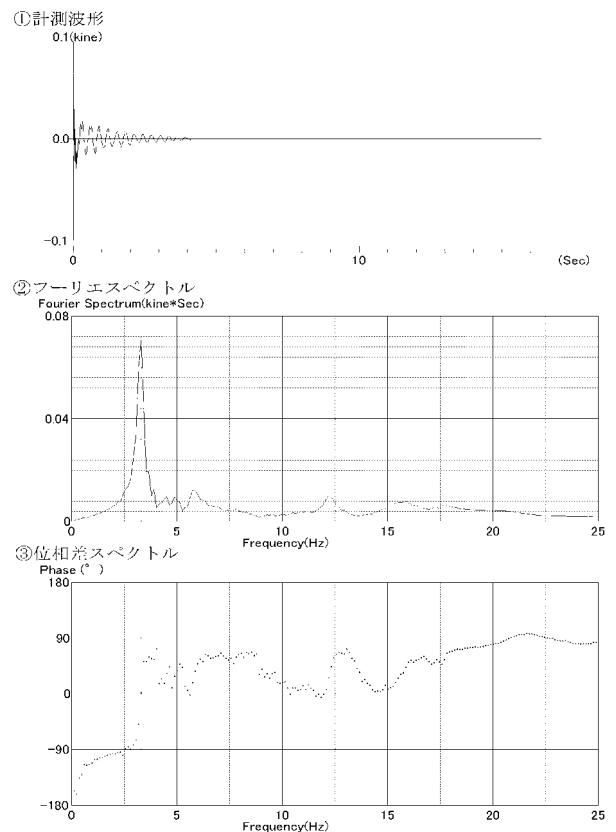 ①計測波形
0.1(kine)
0.0
-0.1
0 10 (Sec)
②フーリエスペクトル
Fourier Spectrum(kine*Sec)
0.08
0.04
0
0 5 10 15 20 25
Frequency(Hz)
③位相差スペクトル
Phase(°)
180
90
0
-90
-180
0 5 10 15 20 25
Frequency(Hz)